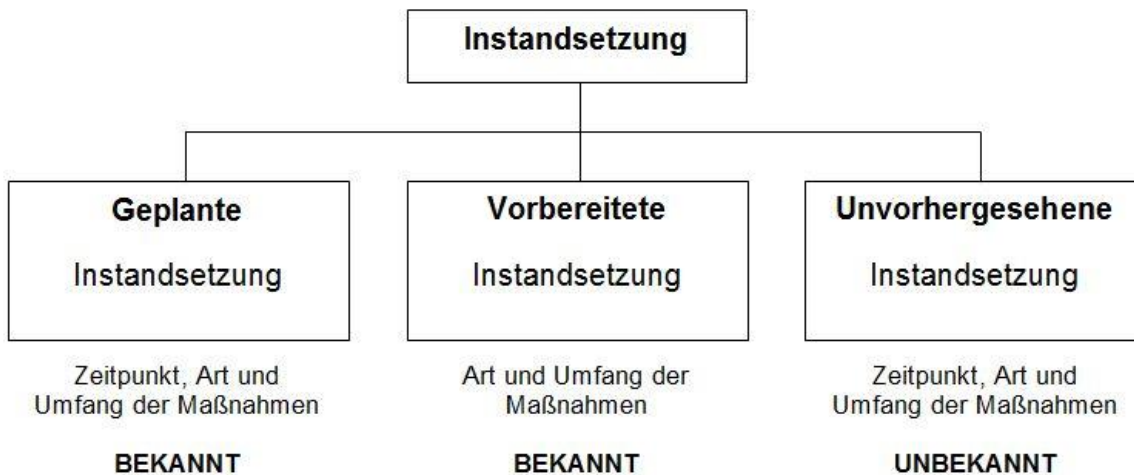 Instandsetzung
Geplante
Instandsetzung
Zeitpunkt, Art und
Umfang der Maßnahmen
BEKANNT
Vorbereitete
Instandsetzung
Art und Umfang der
Maßnahmen
BEKANNT
Unvorhergesehene
Instandsetzung
Zeitpunkt, Art und
Umfang der Maßnahmen
UNBEKANNT